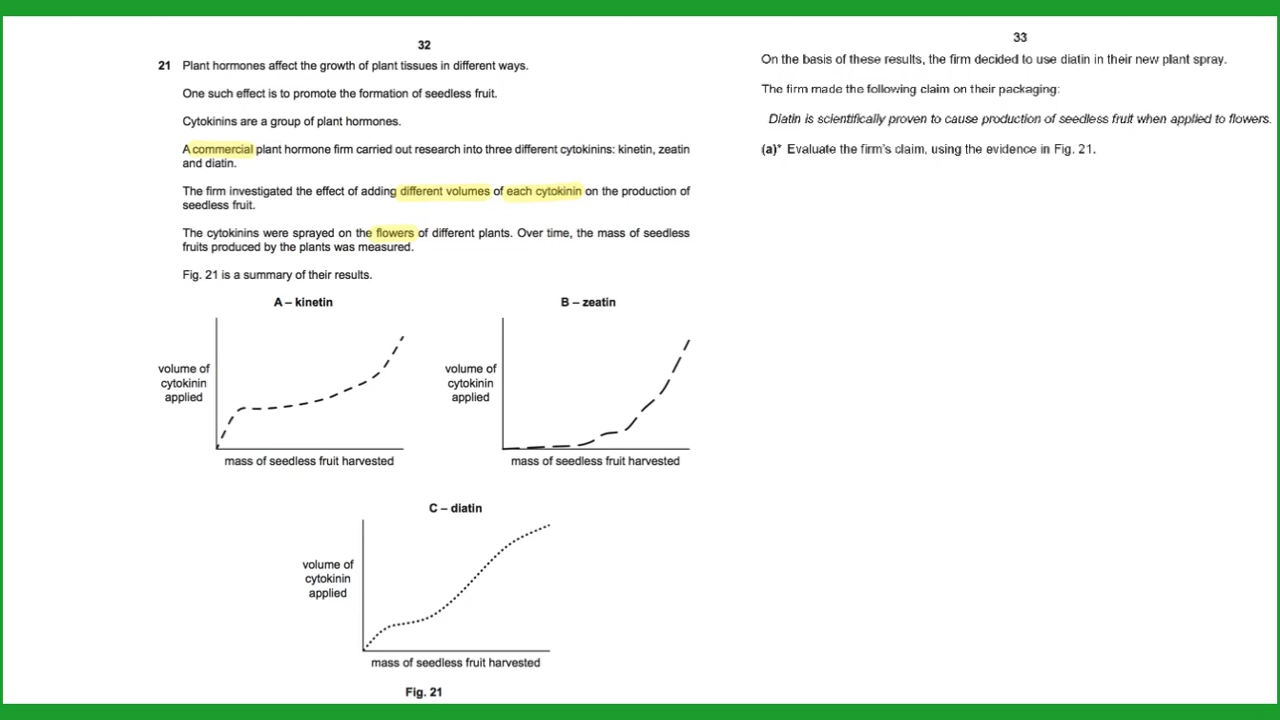 32
21 Plant hormones affect the growth of plant tissues in different ways.
One such effect is to promote the formation of seedless fruit.
Cytokinins are a group of plant hormones.
A commercial plant hormone firm carried out research into three different cytokinins: kinetin, zeatin
and diatin.
The firm investigated the effect of adding different volumes of each cytokinin on the production of
seedless fruit.
The cytokinins were sprayed on the flowers of different plants. Over time, the mass of seedless
fruits produced by the plants was measured.
Fig. 21 is a summary of their results.
A – kinetin
volume of
cytokinin
applied
mass of seedless fruit harvested
B – zeatin
volume of
cytokinin
applied
mass of seedless fruit harvested
C – diatin
volume of
cytokinin
applied
mass of seedless fruit harvested
Fig. 21
33
On the basis of these results, the firm decided to use diatin in their new plant spray.
The firm made the following claim on their packaging:
Diatin is scientifically proven to cause production of seedless fruit when applied to flowers.
(a)* Evaluate the firm's claim, using the evidence in Fig. 21.